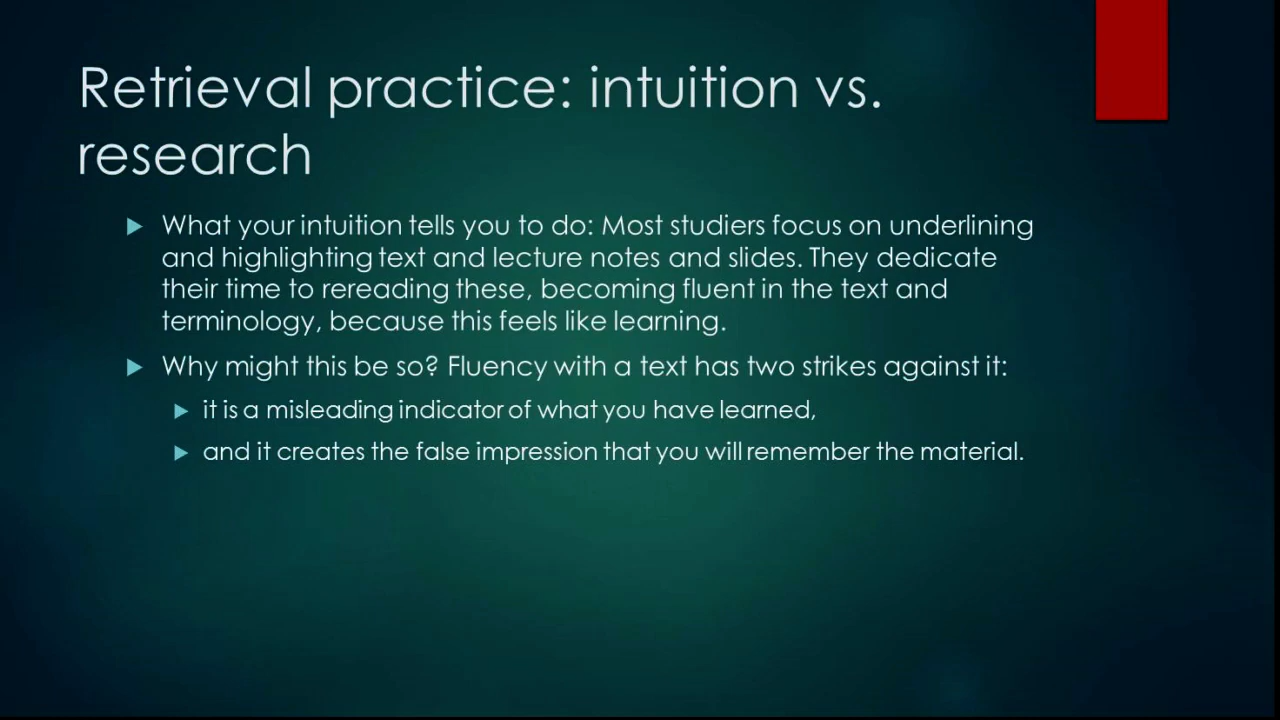 Retrieval practice: intuition vs.
research
What your intuition tells you to do: Most studiers focus on underlining
and highlighting text and lecture notes and slides. They dedicate
their time to rereading these, becoming fluent in the text and
terminology, because this feels like learning.
Why might this be so? Fluency with a text has two strikes against it:
it is a misleading indicator of what you have learned,
and it creates the false impression that you will remember the material.